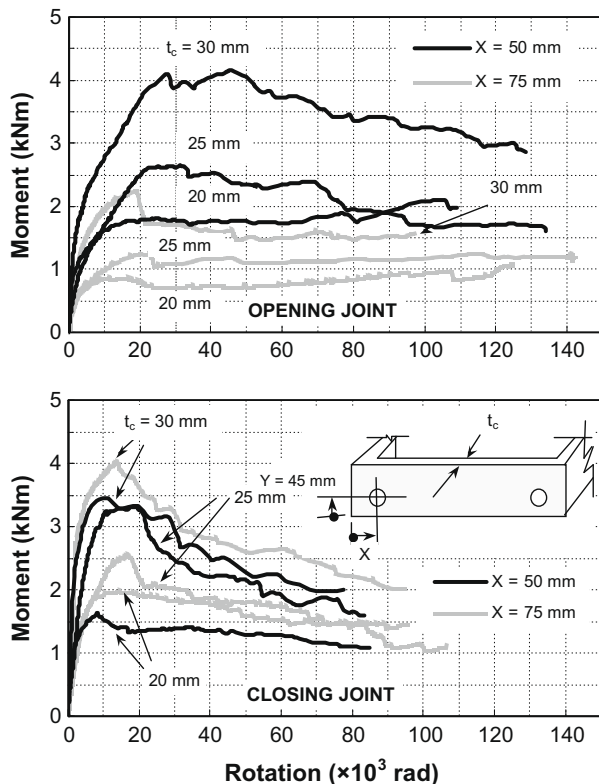 5
4
3
2
1
0
Moment (kNm)
t_c = 30 mm
X = 50 mm
X = 75 mm
25 mm
20 mm
30 mm
25 mm
20 mm
OPENING JOINT
0 20 40 60 80 100 120 140
5
4
3
2
1
0
Moment (kNm)
t_c = 30 mm
t_c
Y = 45 mm
X
25 mm
X = 50 mm
X = 75 mm
20 mm
CLOSING JOINT
0 20 40 60 80 100 120 140
Rotation (×10³ rad)